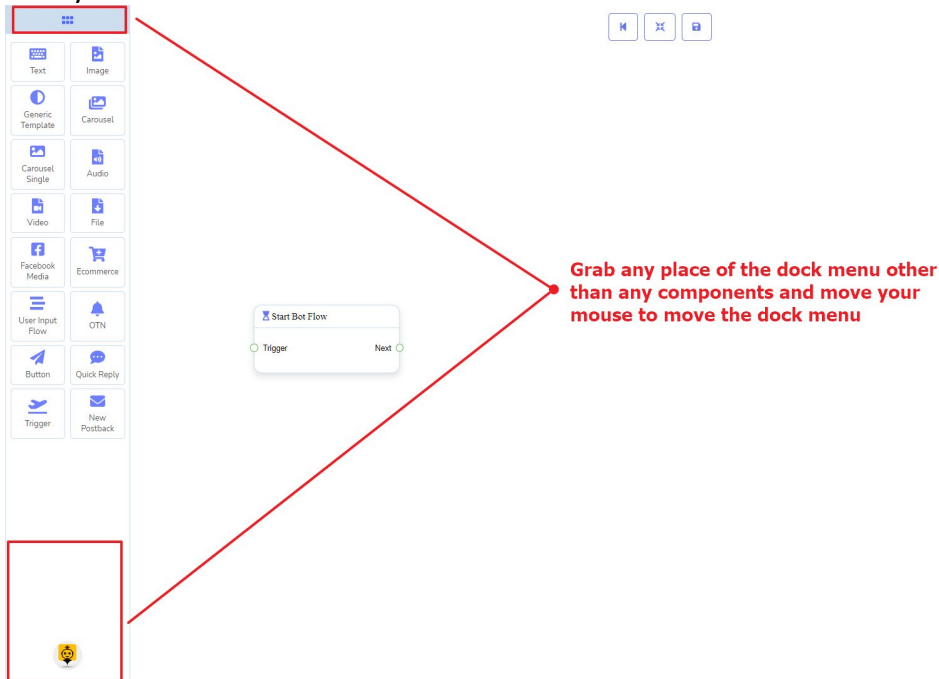 Text
Image
Generic
Template
Carousel
Carousel
Single
Audio
Video
File
Facebook
Media
Ecommerce
User Input
Flow
OTN
Button
Quick Reply
Trigger
New
Postback
Start Bot Flow
Trigger
Next
Grab any place of the dock menu other
than any components and move your
mouse to move the dock menu